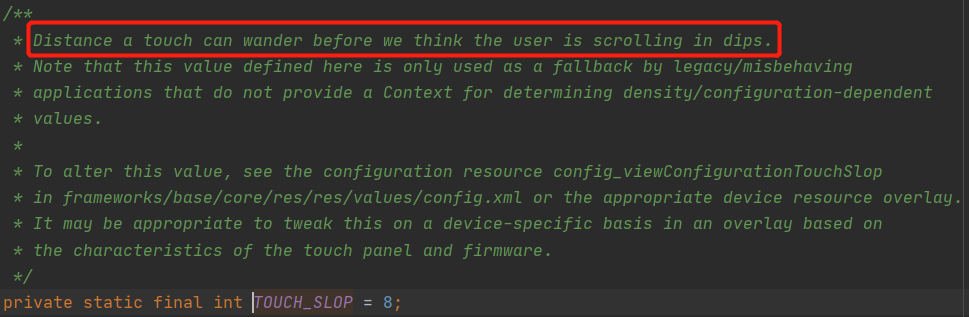 /**
* Distance a touch can wander before we think the user is scrolling in dips.
* Note that this value defined here is only used as a fallback by legacy/misbehaving
* applications that do not provide a Context for determining density/configuration-dependent
* values.
*
* To alter this value, see the configuration resource config_viewConfigurationTouchSlop
* in frameworks/base/core/res/res/values/config.xml or the appropriate device resource overlay.
* It may be appropriate to tweak this on a device-specific basis in an overlay based on
* the characteristics of the touch panel and firmware.
*/
private static final int TOUCH_SLOP = 8;